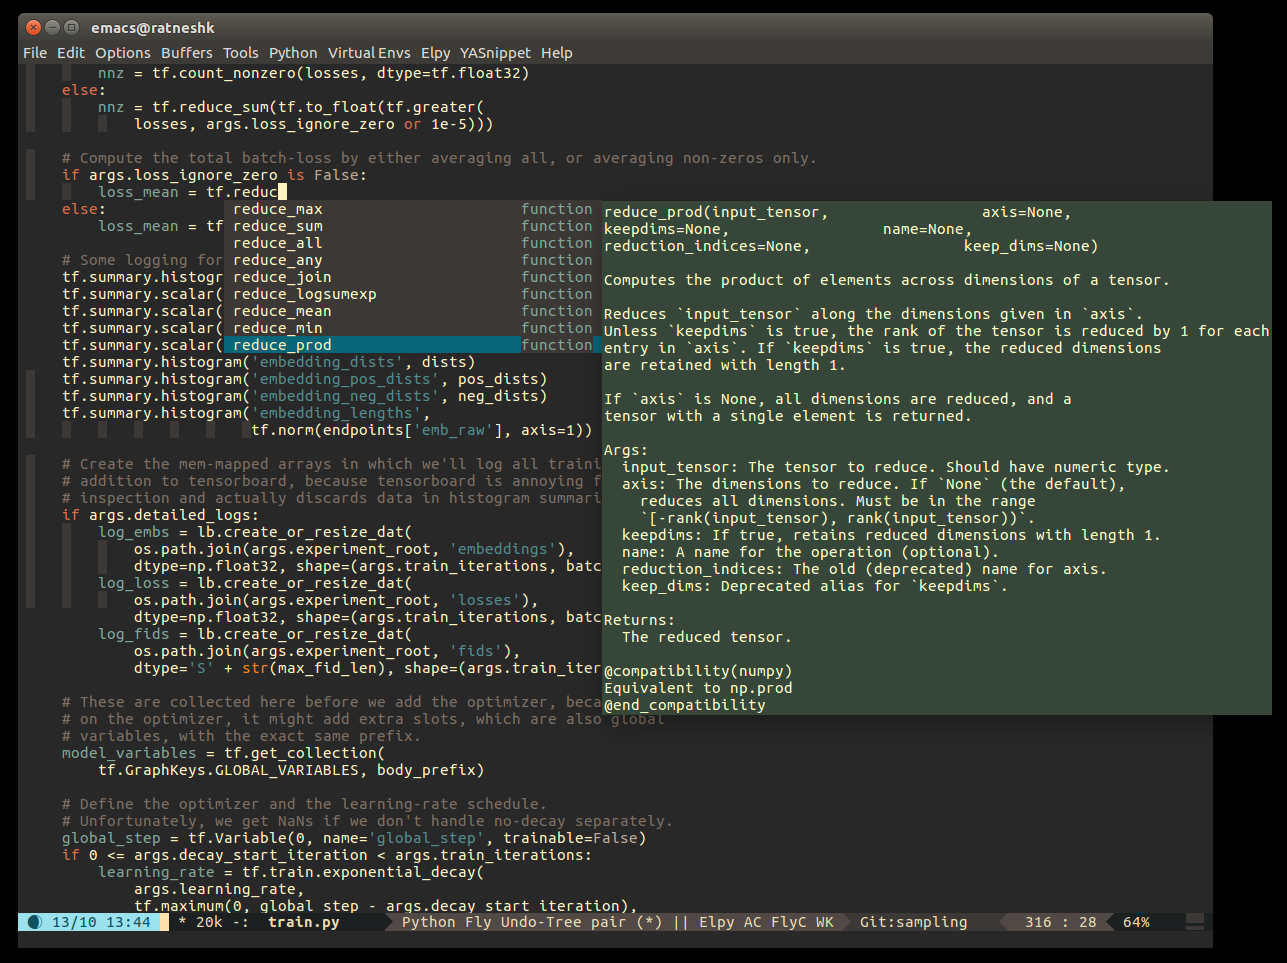 emacs@ratneshk
File Edit Options Buffers Tools Python Virtual Envs Elpy YASnippet Help
nnz = tf.count_nonzero(losses, dtype=tf.float32)
else:
nnz = tf.reduce_sum(tf.to_float(tf.greater(
losses, args.loss_ignore_zero or 1e-5)))
# Compute the total batch-loss by either averaging all, or averaging non-zeros only.
if args.loss_ignore_zero is False:
loss_mean = tf.reduc
else:
loss_mean = tf
# Some logging for
tf.summary.histogr
tf.summary.scalar(
tf.summary.scalar(
tf.summary.scalar(
tf.summary.scalar(
tf.summary.histogram('embedding_dists', dists)
tf.summary.histogram('embedding_pos_dists', pos_dists)
tf.summary.histogram('embedding_neg_dists', neg_dists)
tf.summary.histogram('embedding_lengths',
tf.norm(endpoints['emb_raw'], axis=1))
# Create the mem-mapped arrays in which we'll log all traini
# addition to tensorboard, because tensorboard is annoying f
# inspection and actually discards data in histogram summari
if args.detailed_logs:
log_embs = lb.create_or_resize_dat(
os.path.join(args.experiment_root, 'embeddings'),
dtype=np.float32, shape=(args.train_iterations, batc
log_loss = lb.create_or_resize_dat(
os.path.join(args.experiment_root, 'losses'),
dtype=np.float32, shape=(args.train_iterations, batc
log_fids = lb.create_or_resize_dat(
os.path.join(args.experiment_root, 'fids'),
dtype='S' + str(max_fid_len), shape=(args.train_iter
# These are collected here before we add the optimizer, beca
# on the optimizer, it might add extra slots, which are also global
# variables, with the exact same prefix.
model_variables = tf.get_collection(
tf.GraphKeys.GLOBAL_VARIABLES, body_prefix)
# Define the optimizer and the learning-rate schedule.
# Unfortunately, we get NaNs if we don't handle no-decay separately.
global_step = tf.Variable(0, name='global_step', trainable=False)
if 0 <= args.decay_start_iteration < args.train_iterations:
learning_rate = tf.train.exponential_decay(
args.learning_rate,
tf.maximum(0, global_step - args.decay_start_iteration),
reduce_max function
reduce_sum function
reduce_all function
reduce_any function
reduce_join function
reduce_logsumexp function
reduce_mean function
reduce_min function
reduce_prod function
reduce_prod(input_tensor, axis=None,
keepdims=None, name=None,
reduction_indices=None, keep_dims=None)
Computes the product of elements across dimensions of a tensor.
Reduces `input_tensor` along the dimensions given in `axis`.
Unless `keepdims` is true, the rank of the tensor is reduced by 1 for each
entry in `axis`. If `keepdims` is true, the reduced dimensions
are retained with length 1.
If `axis` is None, all dimensions are reduced, and a
tensor with a single element is returned.
Args:
input_tensor: The tensor to reduce. Should have numeric type.
axis: The dimensions to reduce. If `None` (the default),
reduces all dimensions. Must be in the range
`[-rank(input_tensor), rank(input_tensor))`.
keepdims: If true, retains reduced dimensions with length 1.
name: A name for the operation (optional).
reduction_indices: The old (deprecated) name for axis.
keep_dims: Deprecated alias for `keepdims`.
Returns:
The reduced tensor.
@compatibility(numpy)
Equivalent to np.prod
@end_compatibility
13/10 13:44 * 20k -: train.py Python Fly Undo-Tree pair (*) || Elpy AC FlyC WK Git:sampling 316 : 28 64%